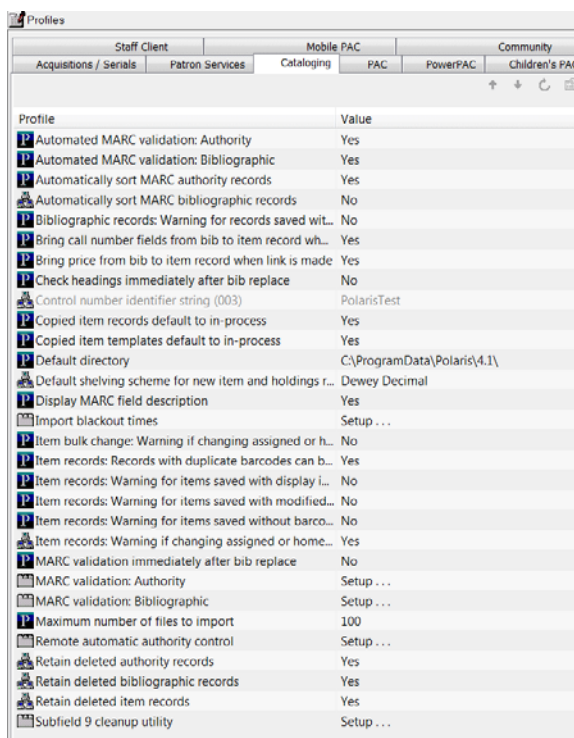 Profiles
Staff Client Mobile PAC Community
Acquisitions / Serials Patron Services Cataloging PAC PowerPAC Children's PAC
Profile Value
Automated MARC validation: Authority Yes
Automated MARC validation: Bibliographic Yes
Automatically sort MARC authority records Yes
Automatically sort MARC bibliographic records No
Bibliographic records: Warning for records saved wit... No
Bring call number fields from bib to item record wh... Yes
Bring price from bib to item record when link is made Yes
Check headings immediately after bib replace No
Control number identifier string (003) PolarisTest
Copied item records default to in-process Yes
Copied item templates default to in-process Yes
Default directory C:\ProgramData\Polaris\4.1\
Default shelving scheme for new item and holdings r... Dewey Decimal
Display MARC field description Yes
Import blackout times Setup . . .
Item bulk change: Warning if changing assigned or h... No
Item records: Records with duplicate barcodes can b... Yes
Item records: Warning for items saved with display i... No
Item records: Warning for items saved with modified... No
Item records: Warning for items saved without barco... No
Item records: Warning if changing assigned or home... Yes
MARC validation immediately after bib replace No
MARC validation: Authority Setup . . .
MARC validation: Bibliographic Setup . . .
Maximum number of files to import 100
Remote automatic authority control Setup . . .
Retain deleted authority records Yes
Retain deleted bibliographic records Yes
Retain deleted item records Yes
Subfield 9 cleanup utility Setup . . .